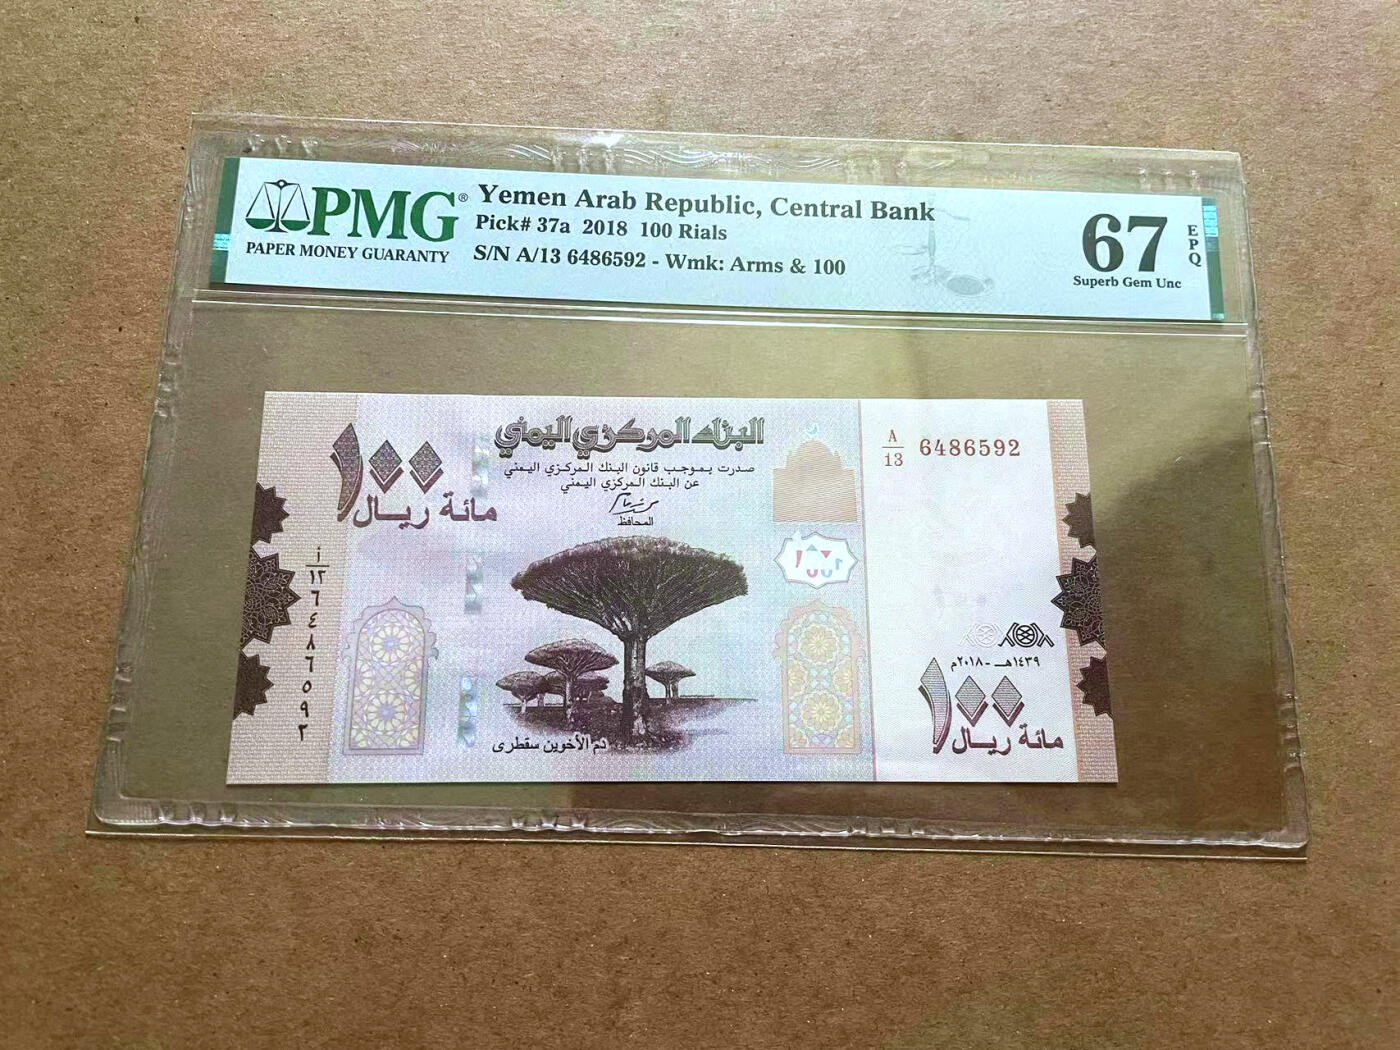 PMG®
PAPER MONEY GUARANTY
Yemen Arab Republic, Central Bank
Pick# 37a 2018 100 Rials
S/N A/13 6486592 - Wmk: Arms & 100
67
EPQ
Superb Gem Unc
البنك المركزي اليمني
صدرت بموجب قانون البنك المركزي اليمني
عن البنك المركزي اليمني
المحافظ
١٠٠
مائة ريال
A/13 6486592
أ/١٣ ٦٤٨٦٥٩٢
دم الأخوين سقطرى
١٤٣٩هـ - ٢٠١٨م
١٠٠
مائة ريال